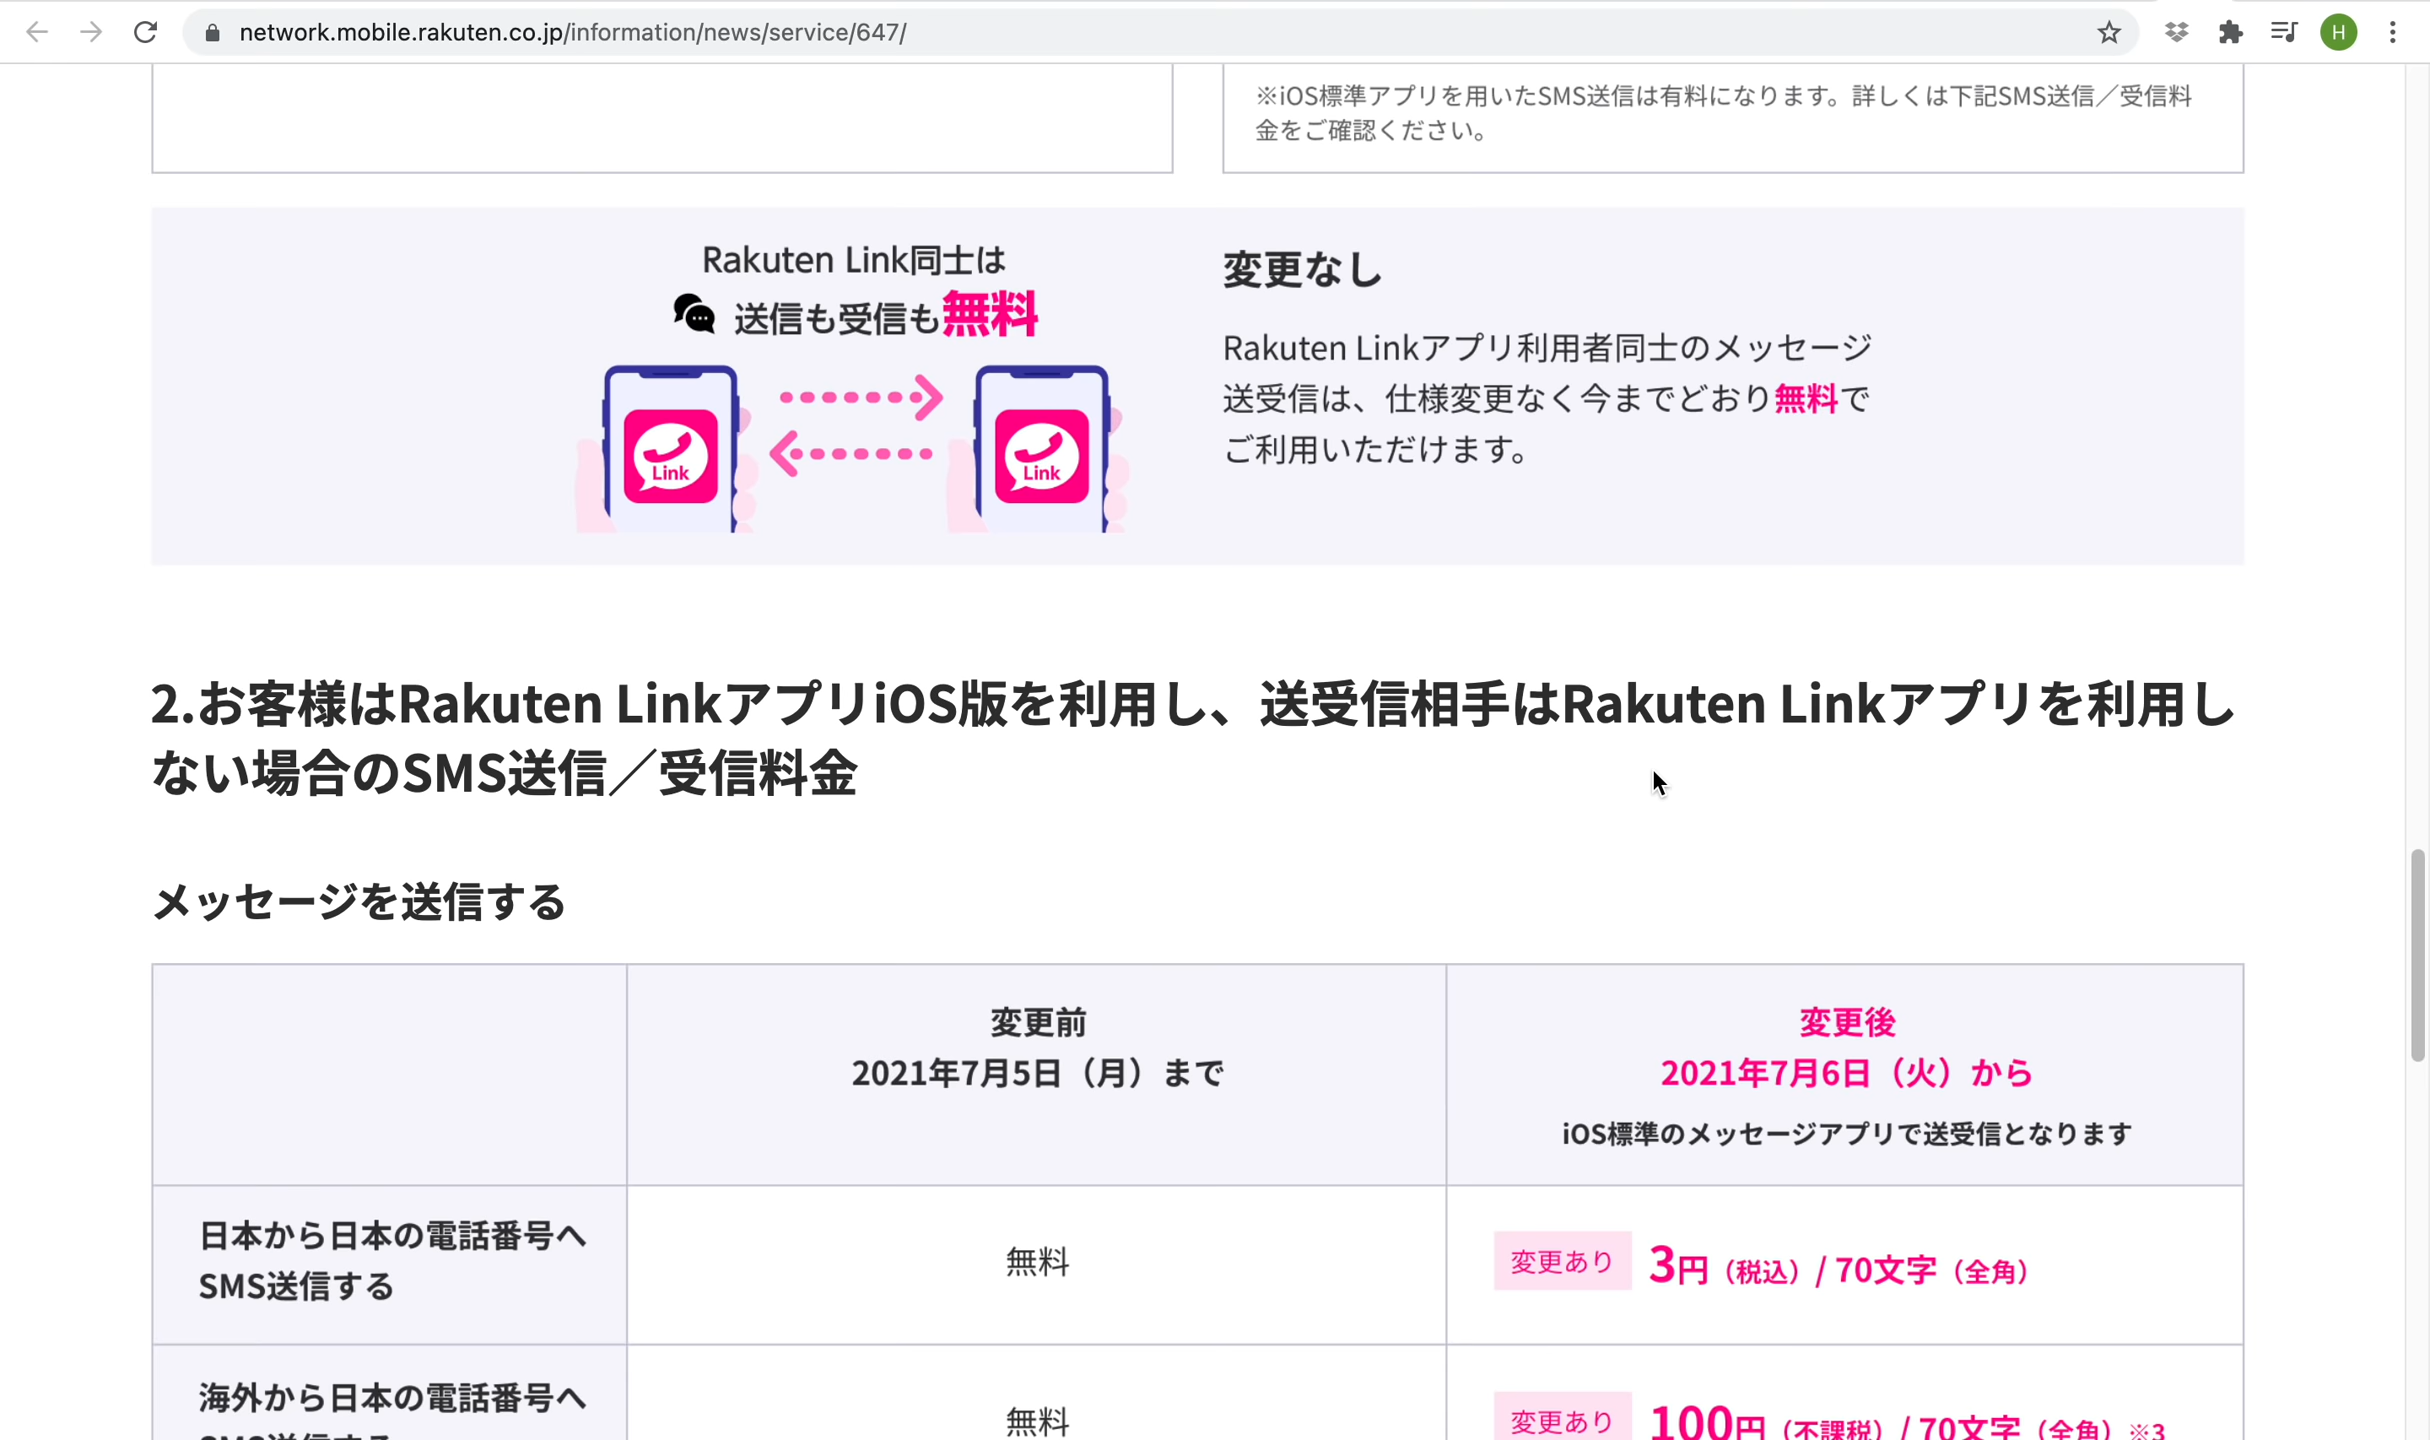 network.mobile.rakuten.co.jp/information/news/service/647/
H
※iOS標準アプリを用いたSMS送信は有料になります。詳しくは下記SMS送信／受信料
金をご確認ください。
Rakuten Link同士は
送信も受信も無料
Link
Link
変更なし
Rakuten Linkアプリ利用者同士のメッセージ
送受信は、仕様変更なく今までどおり無料で
ご利用いただけます。
2.お客様はRakuten LinkアプリiOS版を利用し、送受信相手はRakuten Linkアプリを利用し
ない場合のSMS送信／受信料金
メッセージを送信する
変更前
2021年7月5日（月）まで
変更後
2021年7月6日（火）から
iOS標準のメッセージアプリで送受信となります
日本から日本の電話番号へ
SMS送信する
無料
変更あり 3円（税込）/ 70文字（全角）
海外から日本の電話番号へ
SMS送信する
無料
変更あり 100円（不課税）/ 70文字（全角）※3